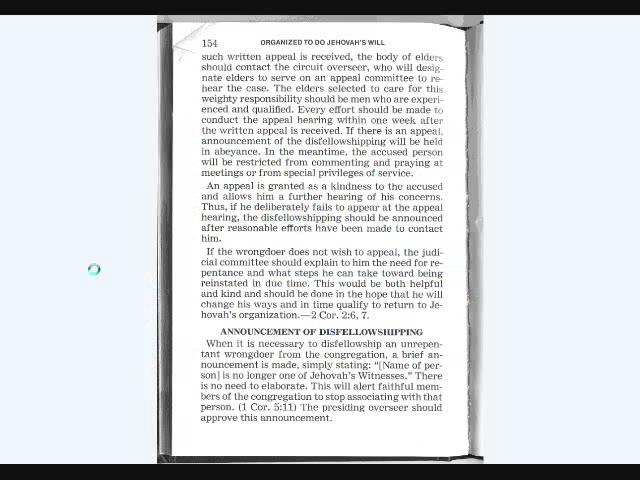 154 ORGANIZED TO DO JEHOVAH'S WILL
such written appeal is received, the body of elders
should contact the circuit overseer, who will desig-
nate elders to serve on an appeal committee to re-
hear the case. The elders selected to care for this
weighty responsibility should be men who are experi-
enced and qualified. Every effort should be made to
conduct the appeal hearing within one week after
the written appeal is received. If there is an appeal,
announcement of the disfellowshipping will be held
in abeyance. In the meantime, the accused person
will be restricted from commenting and praying at
meetings or from special privileges of service.
An appeal is granted as a kindness to the accused
and allows him a further hearing of his concerns.
Thus, if he deliberately fails to appear at the appeal
hearing, the disfellowshipping should be announced
after reasonable efforts have been made to contact
him.
If the wrongdoer does not wish to appeal, the judi-
cial committee should explain to him the need for re-
pentance and what steps he can take toward being
reinstated in due time. This would be both helpful
and kind and should be done in the hope that he will
change his ways and in time qualify to return to Je-
hovah's organization.—2 Cor. 2:6, 7.
ANNOUNCEMENT OF DISFELLOWSHIPPING
When it is necessary to disfellowship an unrepen-
tant wrongdoer from the congregation, a brief an-
nouncement is made, simply stating: "[Name of per-
son] is no longer one of Jehovah's Witnesses." There
is no need to elaborate. This will alert faithful mem-
bers of the congregation to stop associating with that
person. (1 Cor. 5:11) The presiding overseer should
approve this announcement.